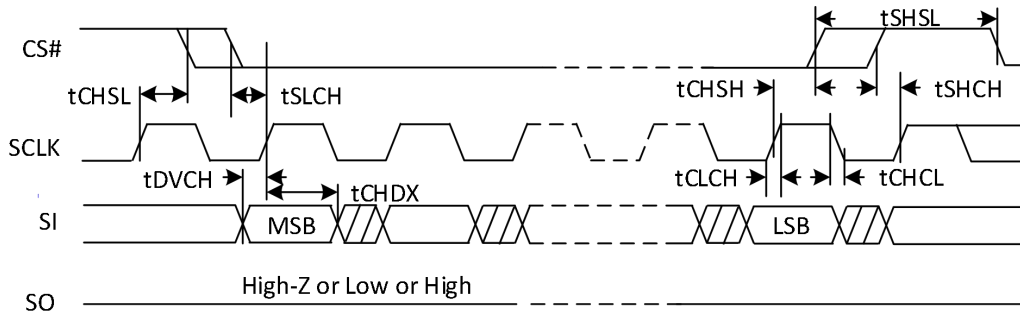 tSHSL
CS#
tCHSL
tSLCH
tCHSH
tSHCH
SCLK
tDVCH
tCHDX
tCLCH
tCHCL
SI
MSB
LSB
High-Z or Low or High
SO